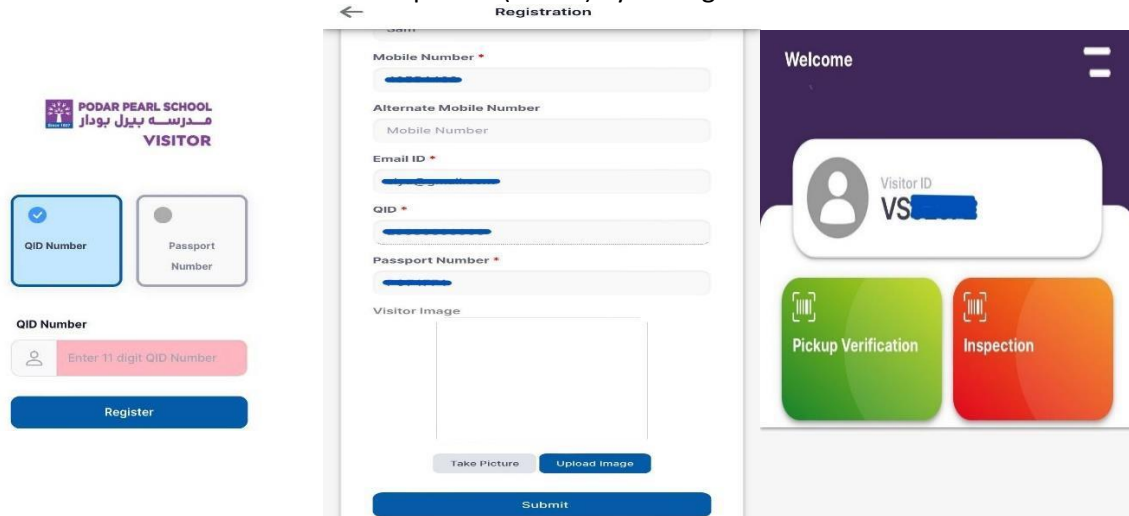 Registration
Mobile Number *
Alternate Mobile Number
Mobile Number
Email ID *
QID *
Passport Number *
Visitor Image
Take Picture
Upload Image
Submit
PODAR PEARL SCHOOL
مدرسة بيرل بودار
Since 1927
VISITOR
QID Number
Passport
Number
QID Number
Enter 11 digit QID Number
Register
Welcome
Visitor ID
VS
Pickup Verification
Inspection